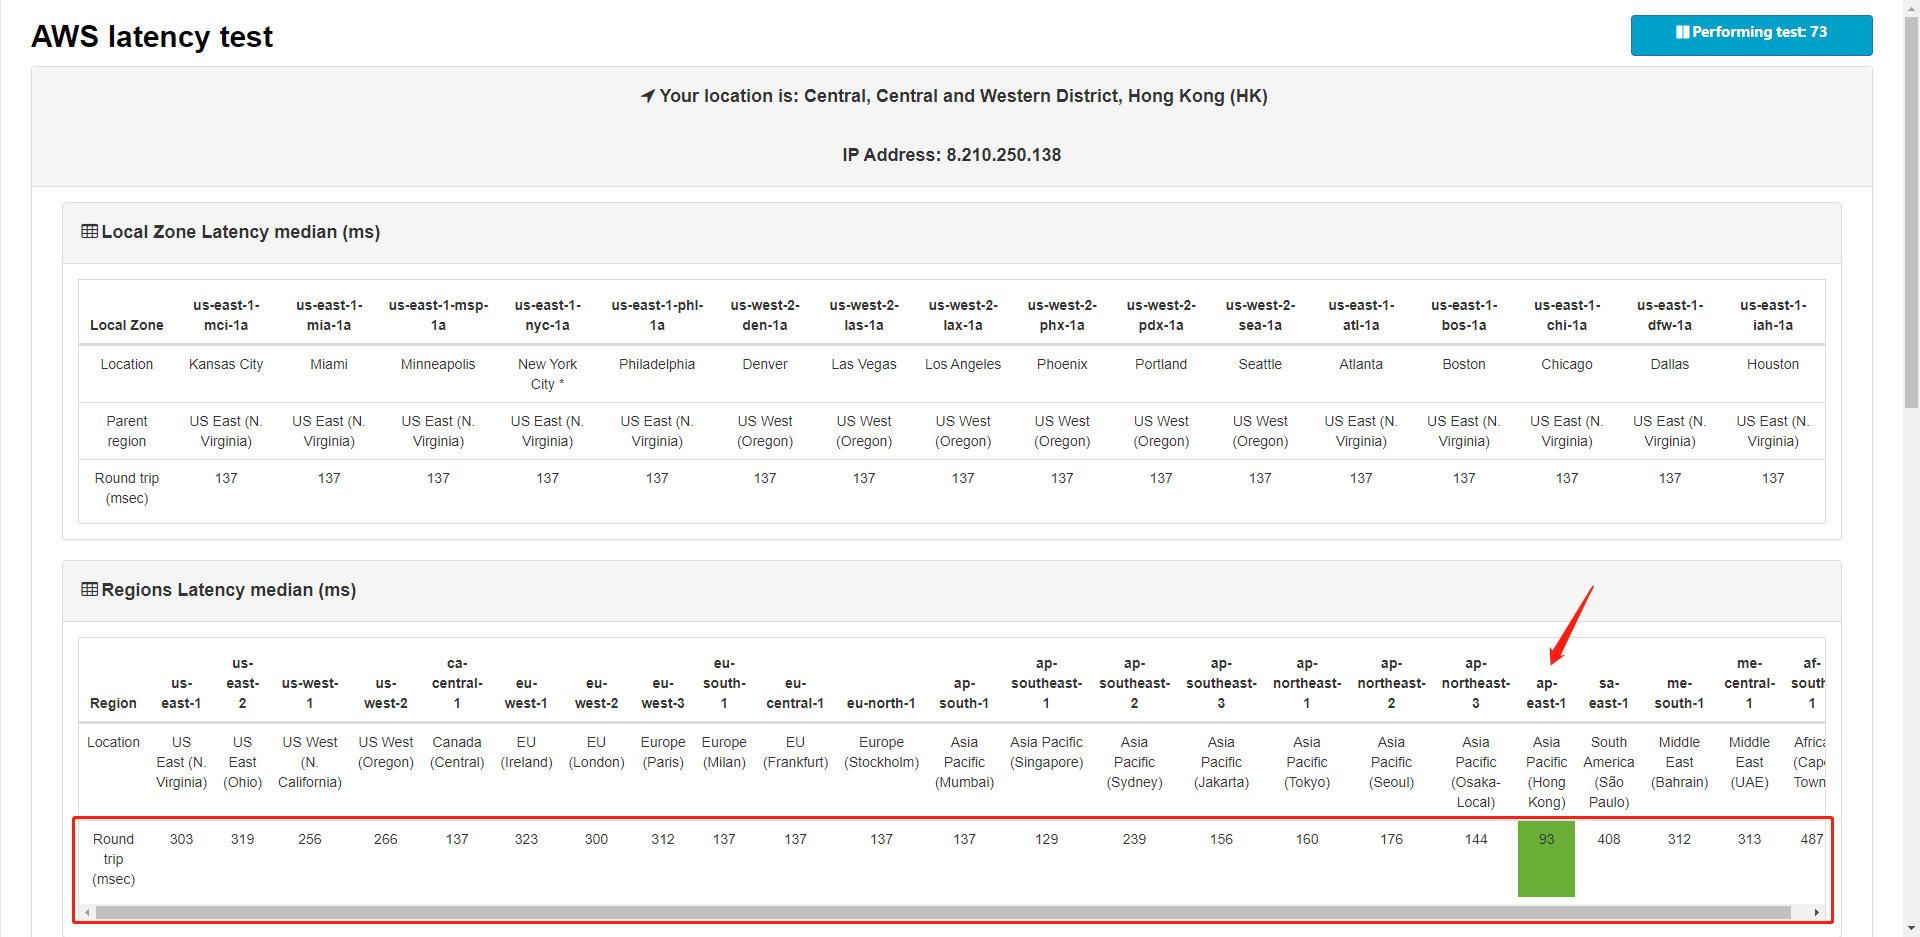 AWS latency test
Performing test: 73
Your location is: Central, Central and Western District, Hong Kong (HK)
IP Address: 8.210.250.138
Local Zone Latency median (ms)
Local Zone us-east-1-mci-1a us-east-1-mia-1a us-east-1-msp-1a us-east-1-nyc-1a us-east-1-phl-1a us-west-2-den-1a us-west-2-las-1a us-west-2-lax-1a us-west-2-phx-1a us-west-2-pdx-1a us-west-2-sea-1a us-east-1-atl-1a us-east-1-bos-1a us-east-1-chi-1a us-east-1-dfw-1a us-east-1-iah-1a
Location Kansas City Miami Minneapolis New York City * Philadelphia Denver Las Vegas Los Angeles Phoenix Portland Seattle Atlanta Boston Chicago Dallas Houston
Parent region US East (N. Virginia) US East (N. Virginia) US East (N. Virginia) US East (N. Virginia) US East (N. Virginia) US West (Oregon) US West (Oregon) US West (Oregon) US West (Oregon) US West (Oregon) US West (Oregon) US East (N. Virginia) US East (N. Virginia) US East (N. Virginia) US East (N. Virginia) US East (N. Virginia)
Round trip (msec) 137 137 137 137 137 137 137 137 137 137 137 137 137 137 137 137
Regions Latency median (ms)
Region us-east-1 us-east-2 us-west-1 us-west-2 ca-central-1 eu-west-1 eu-west-2 eu-west-3 eu-south-1 eu-central-1 eu-north-1 ap-south-1 ap-southeast-1 ap-southeast-2 ap-southeast-3 ap-northeast-1 ap-northeast-2 ap-northeast-3 ap-east-1 sa-east-1 me-south-1 me-central-1 af-south-1
Location US East (N. Virginia) US East (Ohio) US West (N. California) US West (Oregon) Canada (Central) EU (Ireland) EU (London) Europe (Paris) Europe (Milan) EU (Frankfurt) Europe (Stockholm) Asia Pacific (Mumbai) Asia Pacific (Singapore) Asia Pacific (Sydney) Asia Pacific (Jakarta) Asia Pacific (Tokyo) Asia Pacific (Seoul) Asia Pacific (Osaka-Local) Asia Pacific (Hong Kong) South America (São Paulo) Middle East (Bahrain) Middle East (UAE) Africa (Cape Town
Round trip (msec) 303 319 256 266 137 323 300 312 137 137 137 137 129 239 156 160 176 144 93 408 312 313 487